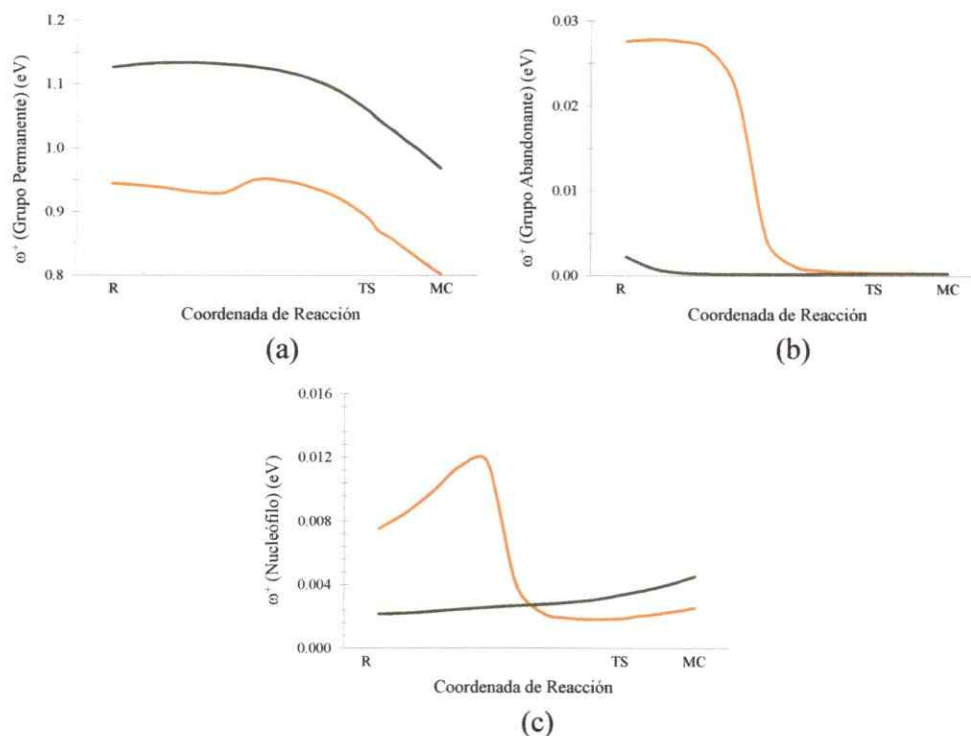 1.2
1.1
1.0
0.9
0.8
ω⁺ (Grupo Permanente) (eV)
R
TS
MC
Coordenada de Reacción
(a)
0.03
0.02
0.01
0.00
ω⁺ (Grupo Abandonante) (eV)
R
TS
MC
Coordenada de Reacción
(b)
0.016
0.012
0.008
0.004
0.000
ω⁺ (Nucleófilo) (eV)
R
TS
MC
Coordenada de Reacción
(c)